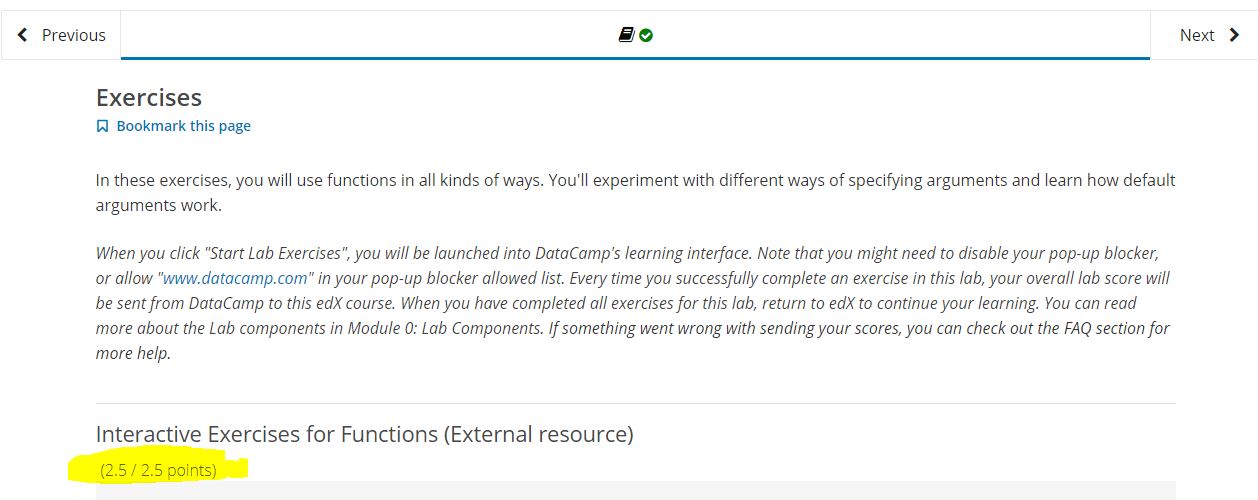 Previous
Next
Exercises
Bookmark this page
In these exercises, you will use functions in all kinds of ways. You'll experiment with different ways of specifying arguments and learn how default
arguments work.
When you click "Start Lab Exercises", you will be launched into DataCamp's learning interface. Note that you might need to disable your pop-up blocker,
or allow "www.datacamp.com" in your pop-up blocker allowed list. Every time you successfully complete an exercise in this lab, your overall lab score will
be sent from DataCamp to this edX course. When you have completed all exercises for this lab, return to edX to continue your learning. You can read
more about the Lab components in Module 0: Lab Components. If something went wrong with sending your scores, you can check out the FAQ section for
more help.
Interactive Exercises for Functions (External resource)
(2.5 / 2.5 points)